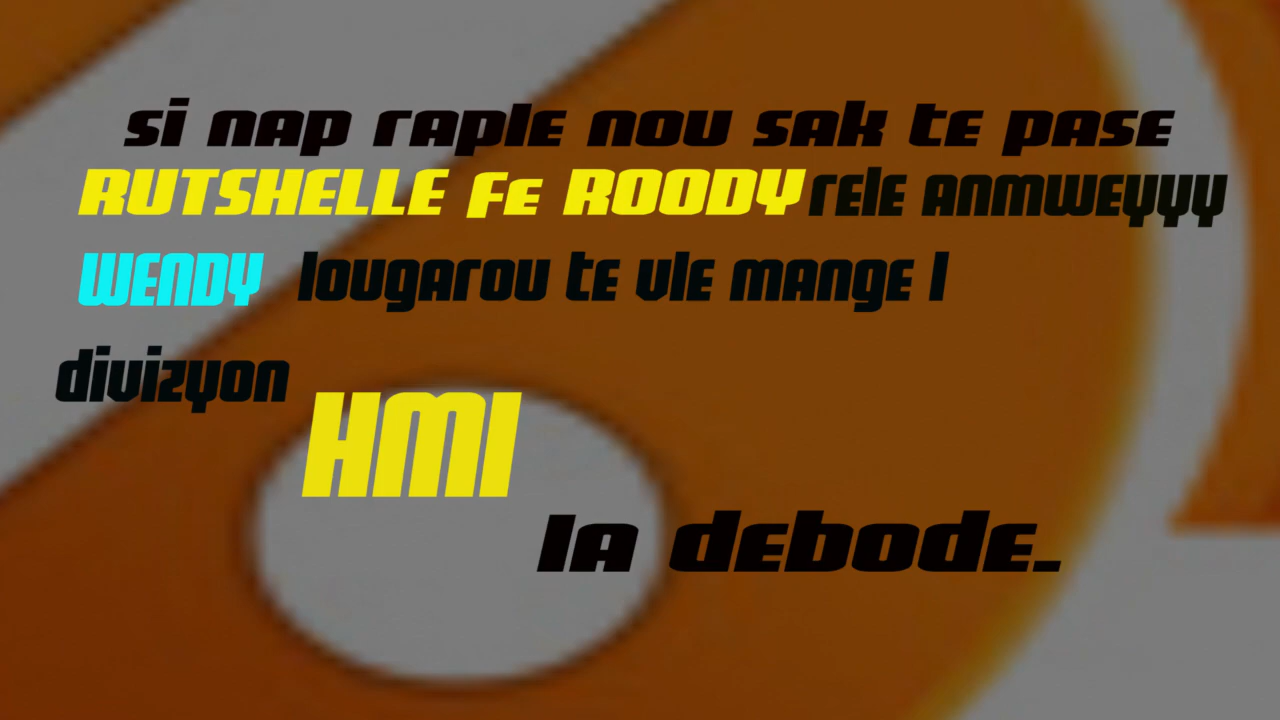 si nap raple nou sak te pase
RUTSHELLE fe ROODY rele anmweyyy
WENDY lougarou te vle mange l
divizyon
HMI
la debode.